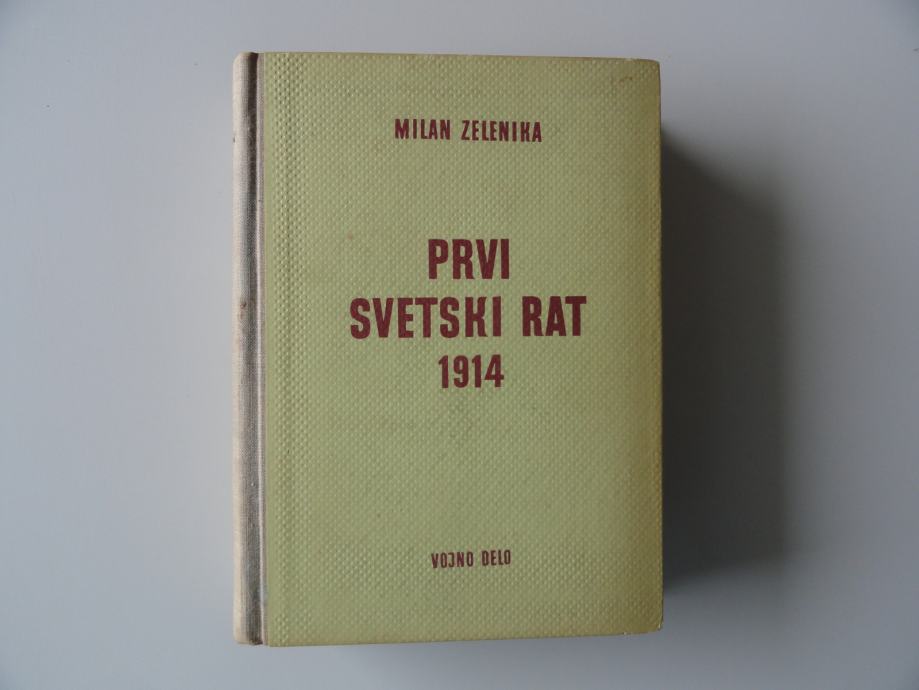 MILAN ZELENIKA
PRVI
SVETSKI RAT
1914
VOJNO DELO